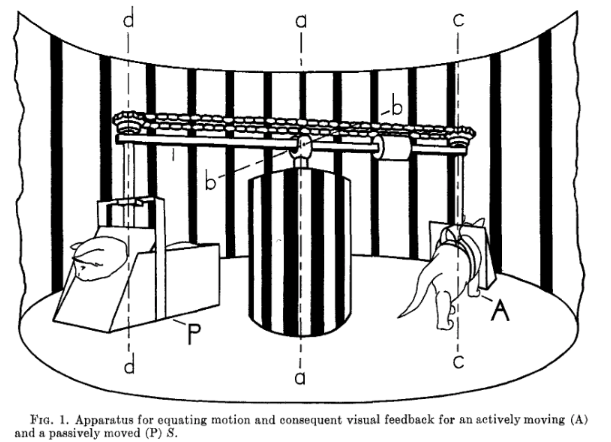 d a c
b
b
P
A
d a c
FIG. 1. Apparatus for equating motion and consequent visual feedback for an actively moving (A)
and a passively moved (P) S.